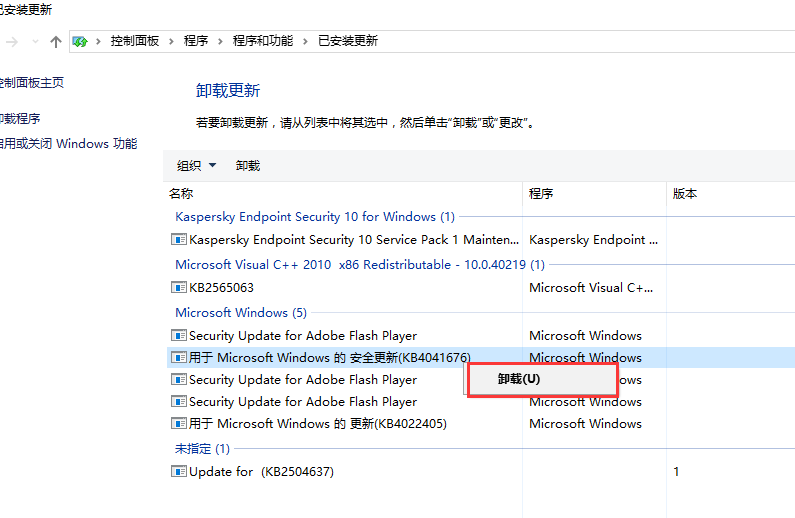 已安装更新
控制面板 程序 程序和功能 已安装更新
控制面板主页
卸载程序
启用或关闭 Windows 功能
卸载更新
若要卸载更新，请从列表中将其选中，然后单击“卸载”或“更改”。
组织 卸载
名称 程序 版本
Kaspersky Endpoint Security 10 for Windows (1)
Kaspersky Endpoint Security 10 Service Pack 1 Mainten... Kaspersky Endpoint ...
Microsoft Visual C++ 2010 x86 Redistributable - 10.0.40219 (1)
KB2565063 Microsoft Visual C+...
Microsoft Windows (5)
Security Update for Adobe Flash Player Microsoft Windows
用于 Microsoft Windows 的 安全更新(KB4041676) Microsoft Windows
卸载(U)
Security Update for Adobe Flash Player
Security Update for Adobe Flash Player Microsoft Windows
用于 Microsoft Windows 的 更新(KB4022405) Microsoft Windows
未指定 (1)
Update for (KB2504637) 1